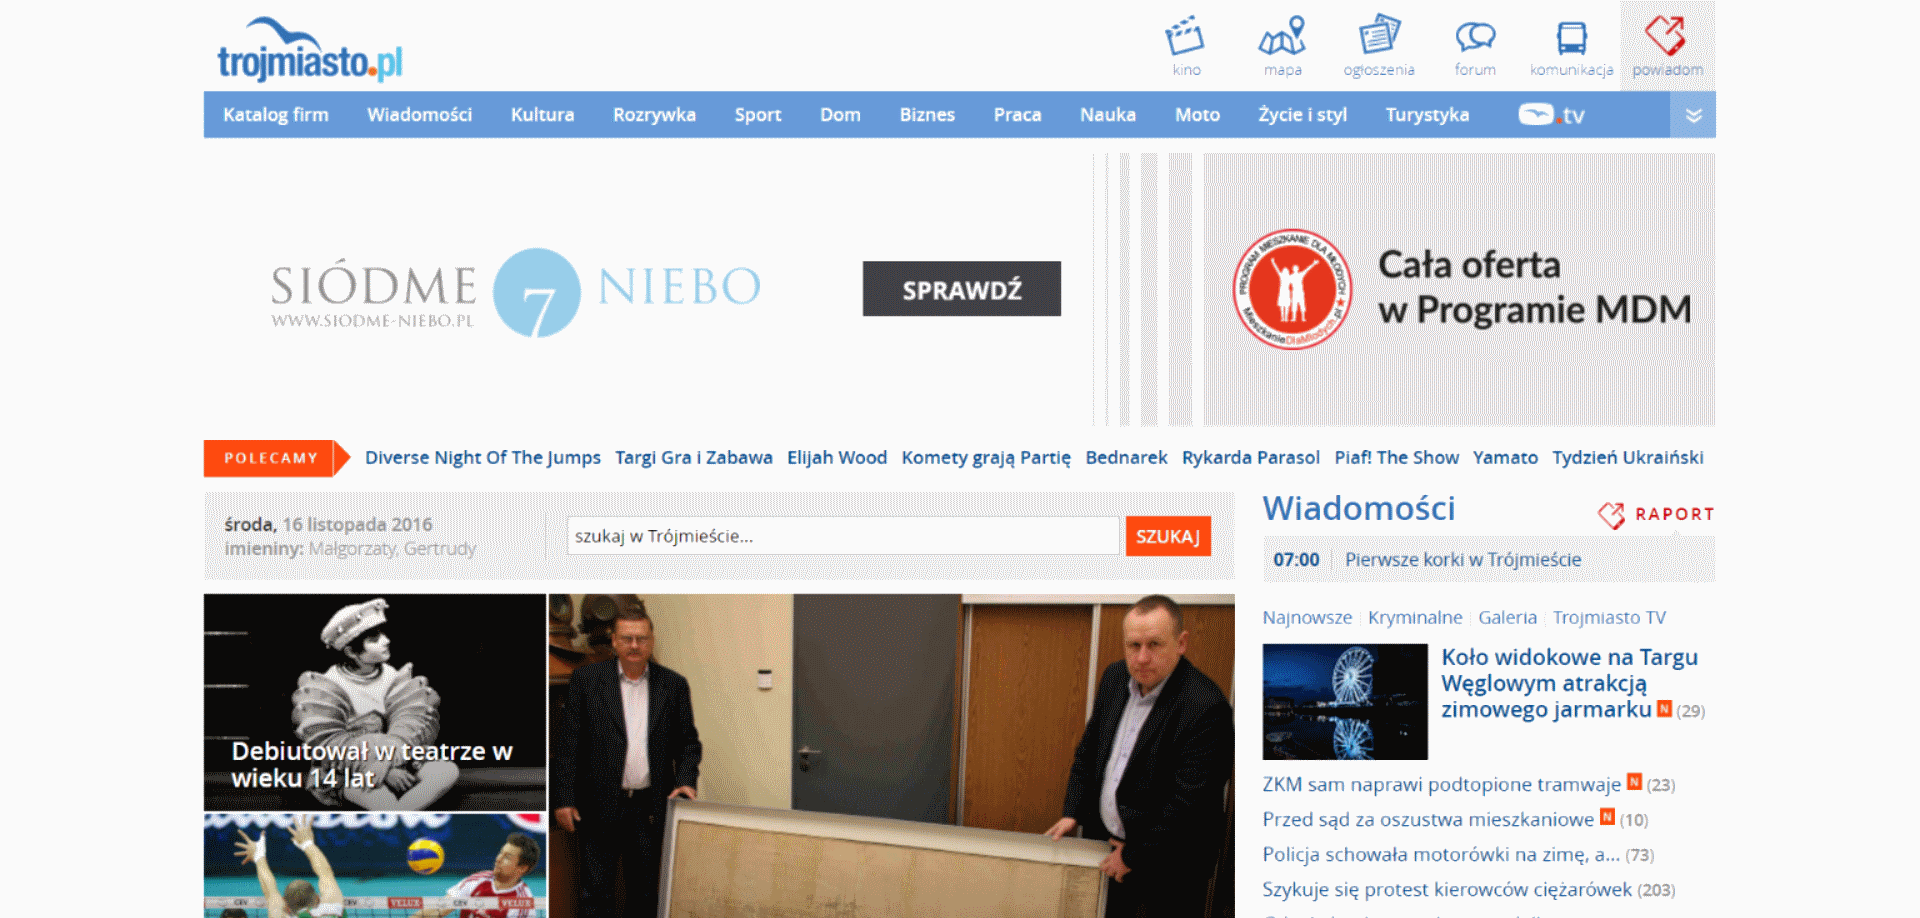 trojmiasto.pl
kino
mapa
ogłoszenia
forum
komunikacja
powiadom
Katalog firm
Wiadomości
Kultura
Rozrywka
Sport
Dom
Biznes
Praca
Nauka
Moto
Życie i styl
Turystyka
.tv
SIÓDME 7 NIEBO
WWW.SIODME-NIEBO.PL
SPRAWDŹ
PROGRAM MIESZKANIE DLA MŁODYCH
MieszkanieDlaMlodych.pl
Cała oferta
w Programie MDM
POLECAMY
Diverse Night Of The Jumps
Targi Gra i Zabawa
Elijah Wood
Komety grają Partię
Bednarek
Rykarda Parasol
Piaf! The Show
Yamato
Tydzień Ukraiński
środa, 16 listopada 2016
imieniny: Małgorzaty, Gertrudy
szukaj w Trójmieście...
SZUKAJ
Debiutował w teatrze w
wieku 14 lat
CEV
CEV
VELUX
CEV
VELUX
Wiadomości
RAPORT
07:00 Pierwsze korki w Trójmieście
Najnowsze
Kryminalne
Galeria
Trojmiasto TV
Koło widokowe na Targu
Węglowym atrakcją
zimowego jarmarku N (29)
ZKM sam naprawi podtopione tramwaje N (23)
Przed sąd za oszustwa mieszkaniowe N (10)
Policja schowała motorówki na zimę, a... (73)
Szykuje się protest kierowców ciężarówek (203)